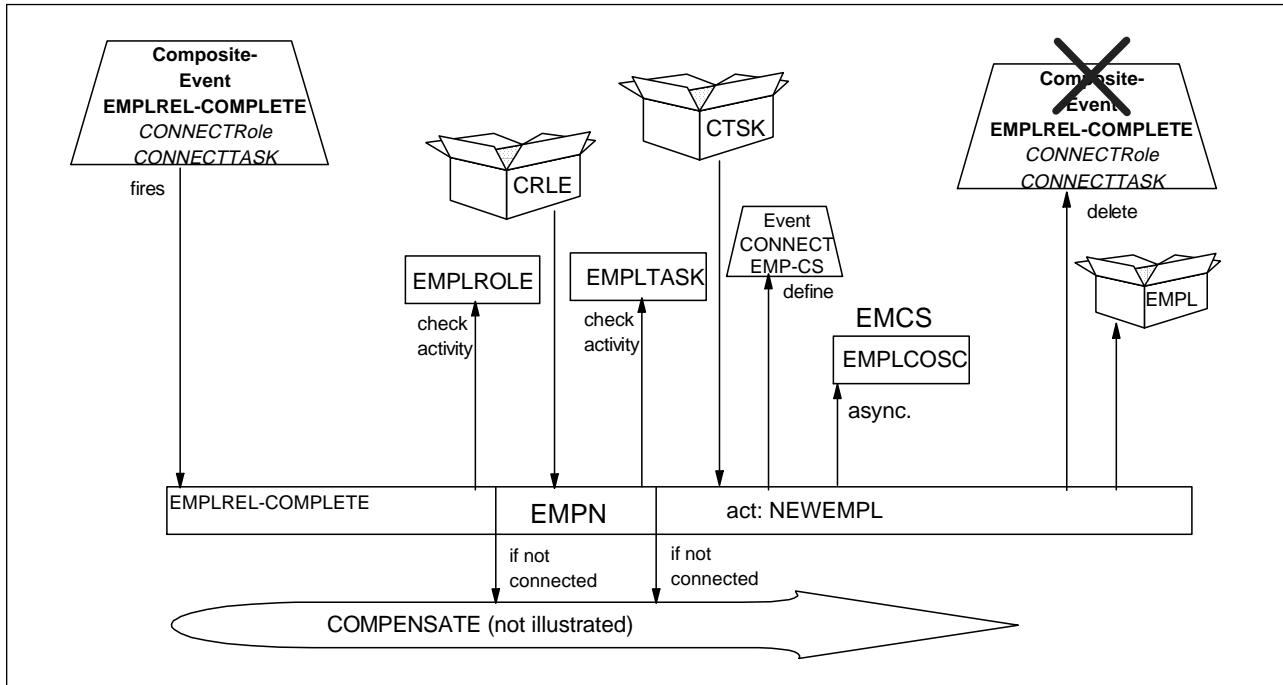 Composite-
Event
EMPLREL-COMPLETE
CONNECTRole
CONNECTTASK
fires
CRLE
CTSK
Composite-
Event
EMPLREL-COMPLETE
CONNECTRole
CONNECTTASK
delete
EMPLROLE
check
activity
EMPLTASK
check
activity
Event
CONNECT
EMP-CS
define
EMCS
EMPLCOSC
async.
EMPL
EMPLREL-COMPLETE
EMPN
act: NEWEMPL
if not
connected
if not
connected
COMPENSATE (not illustrated)